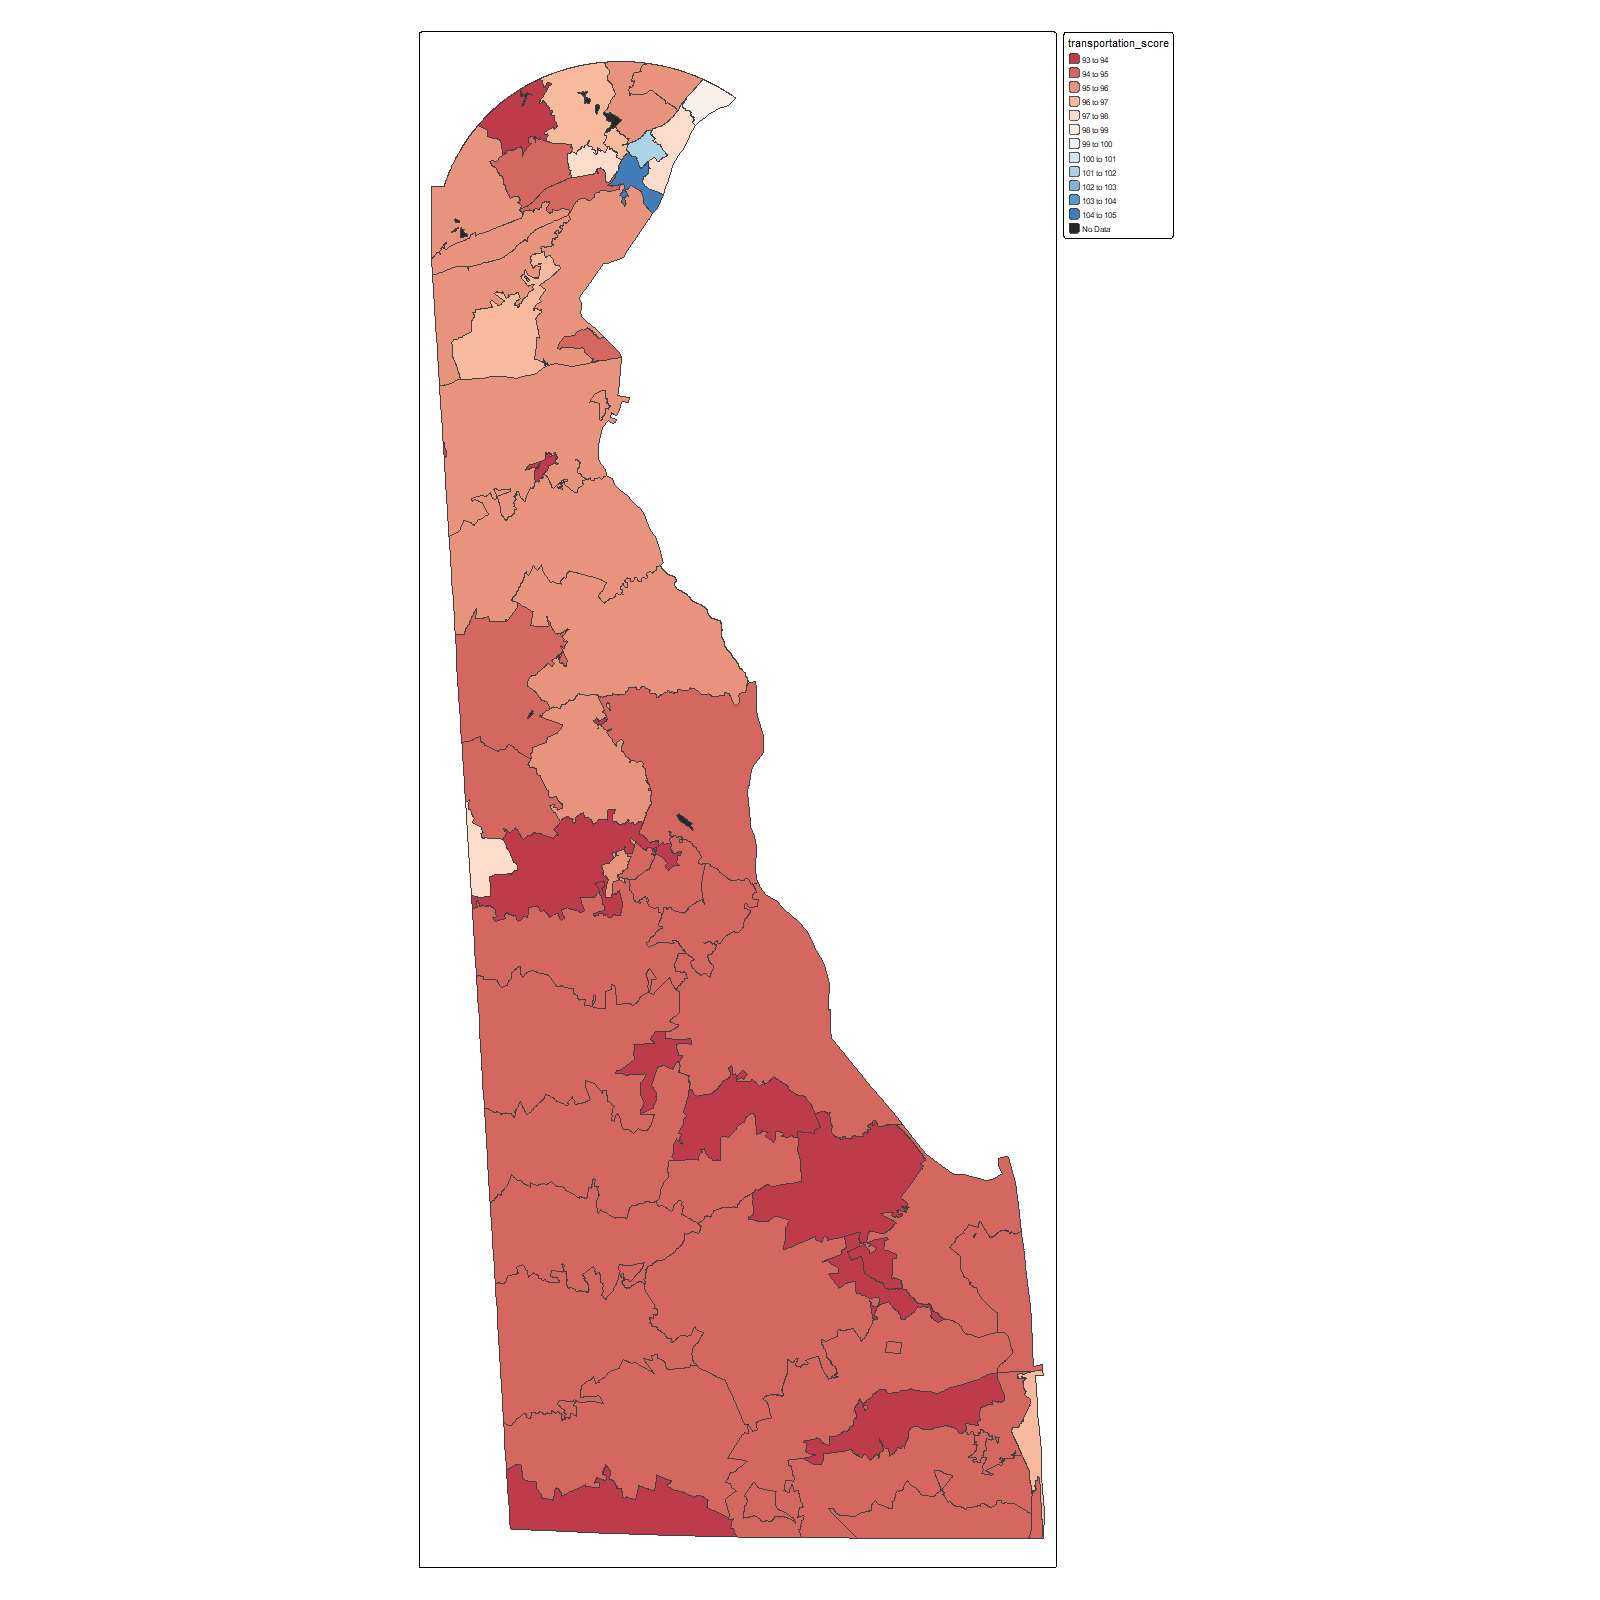 transportation_score
93 to 94
94 to 95
95 to 96
96 to 97
97 to 98
98 to 99
99 to 100
100 to 101
101 to 102
102 to 103
103 to 104
104 to 105
No Data